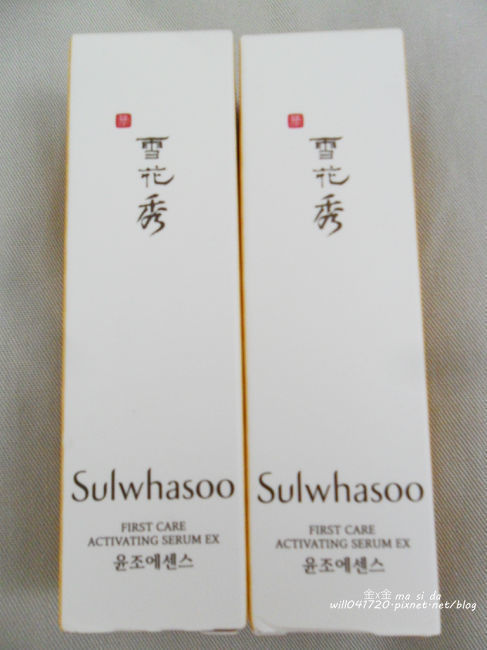 雪
花
秀
Sulwhasoo
FIRST CARE
ACTIVATING SERUM EX
윤조에센스
雪
花
秀
Sulwhasoo
FIRST CARE
ACTIVATING SERUM EX
윤조에센스
金x金 ma si da
will041720.pixnet.net/blog